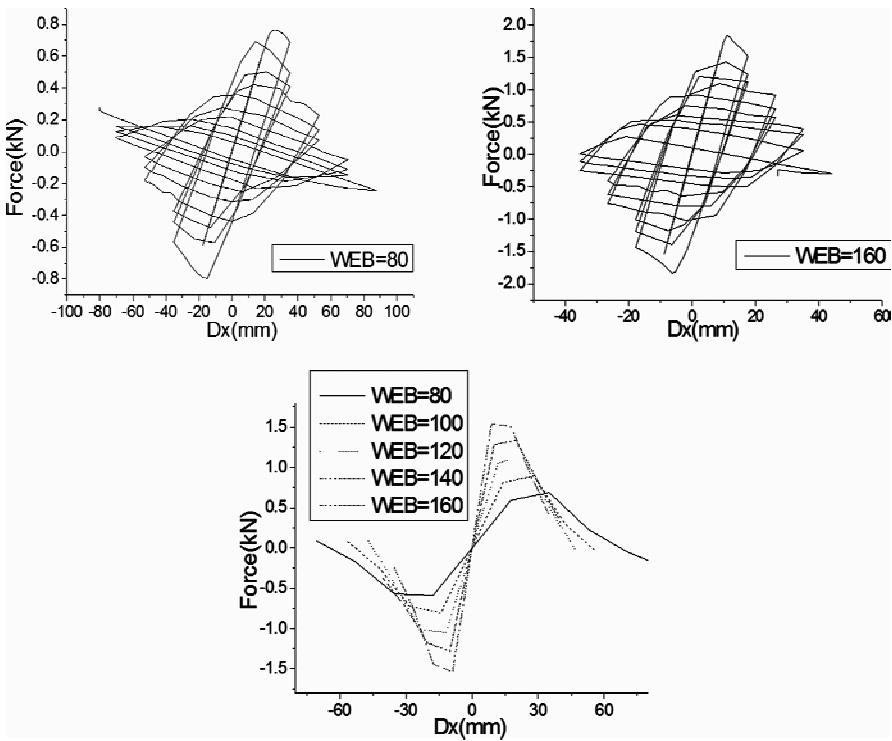 0.8
0.6
0.4
0.2
0.0
-0.2
-0.4
-0.6
-0.8
Force(kN)
WEB=80
-100 -80 -60 -40 -20 0 20 40 60 80 100
Dx(mm)
2.0
1.5
1.0
0.5
0.0
-0.5
-1.0
-1.5
-2.0
Force(kN)
WEB=160
-40 -20 0 20 40 60
Dx(mm)
WEB=80
WEB=100
WEB=120
WEB=140
WEB=160
1.5
1.0
0.5
0.0
-0.5
-1.0
-1.5
Force(kN)
-60 -30 0 30 60
Dx(mm)